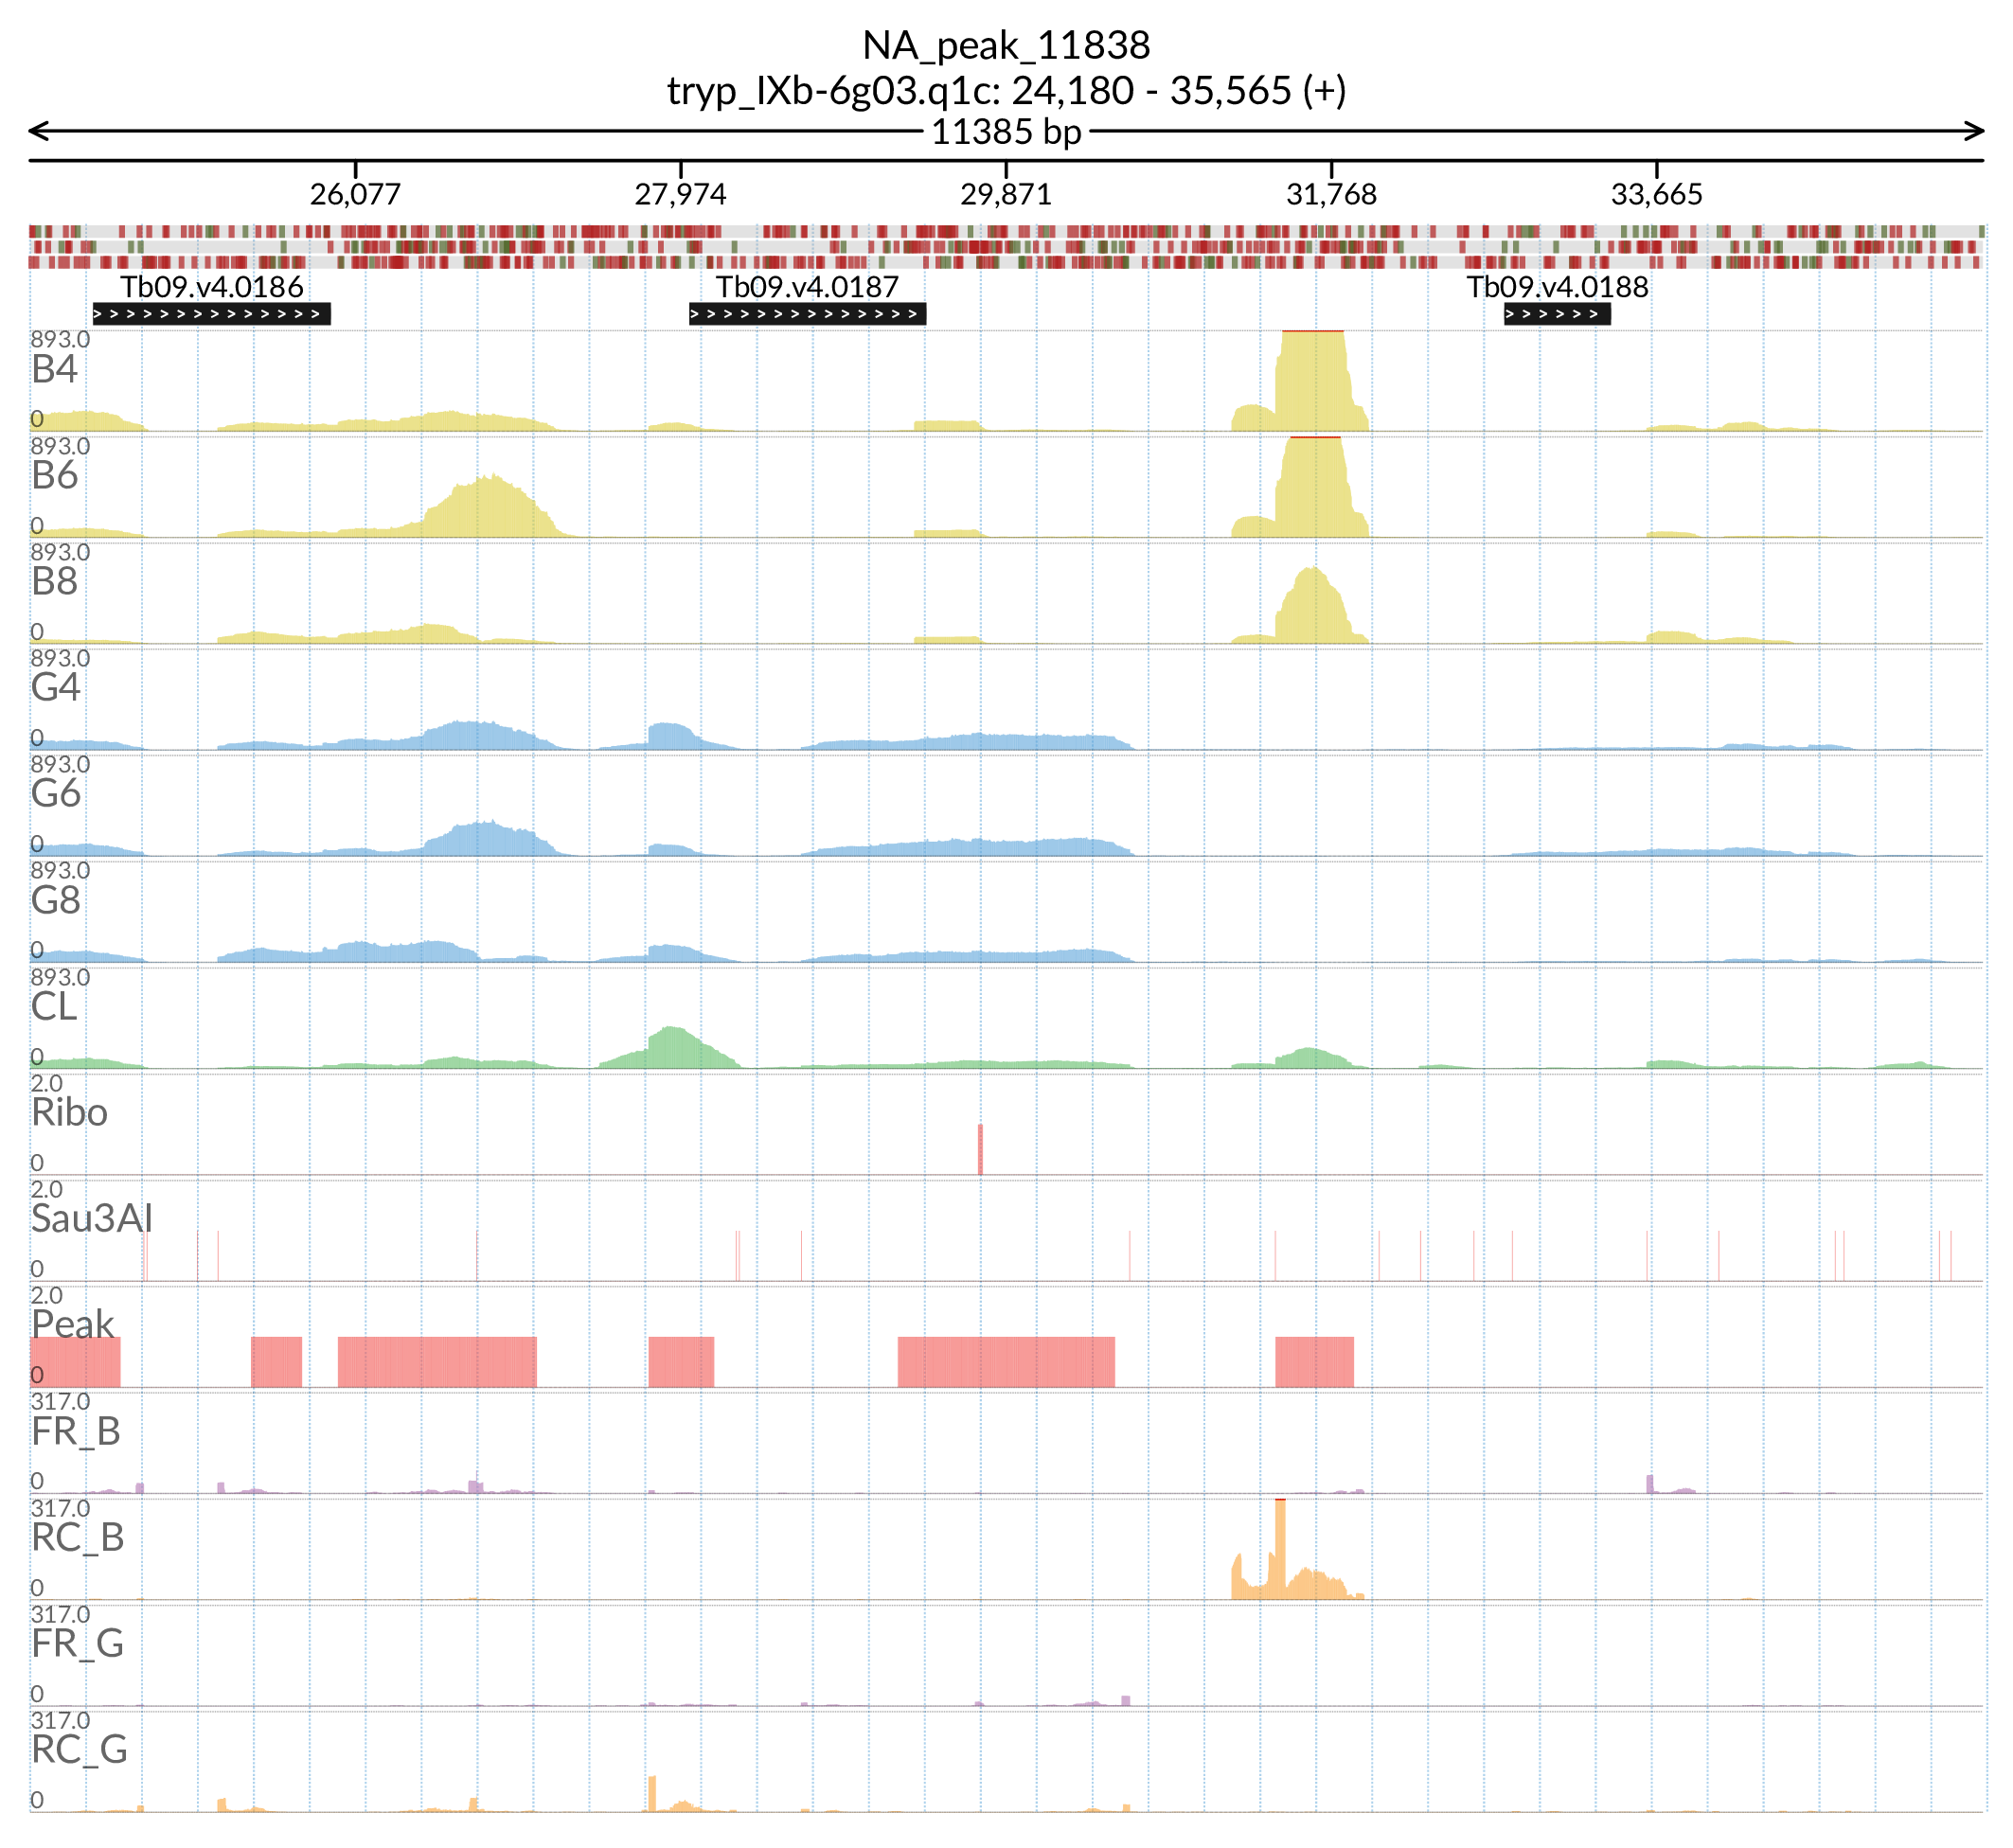 NA_peak_11838
tryp_IXb-6g03.q1c: 24,180 - 35,565 (+)
11385 bp
26,077 27,974 29,871 31,768 33,665
Tb09.v4.0186 Tb09.v4.0187 Tb09.v4.0188
893.0
B4
0
893.0
B6
0
893.0
B8
0
893.0
G4
0
893.0
G6
0
893.0
G8
0
893.0
CL
0
2.0
Ribo
0
2.0
Sau3AI
0
2.0
Peak
0
317.0
FR_B
0
317.0
RC_B
0
317.0
FR_G
0
317.0
RC_G
0